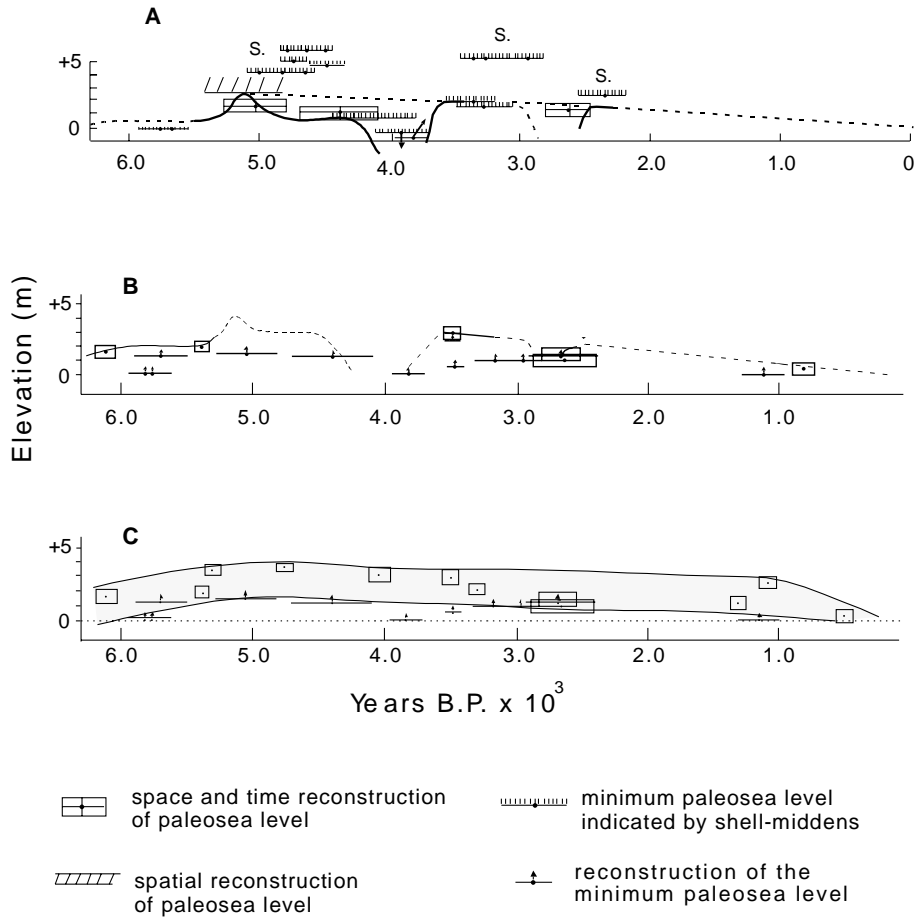 A
S.
S.
S.
+5
0
6.0 5.0 4.0 3.0 2.0 1.0 0
B
+5
0
6.0 5.0 4.0 3.0 2.0 1.0
Elevation (m)
C
+5
0
6.0 5.0 4.0 3.0 2.0 1.0
Years B.P. x 10³
space and time reconstruction
of paleosea level
minimum paleosea level
indicated by shell-middens
spatial reconstruction
of paleosea level
reconstruction of the
minimum paleosea level